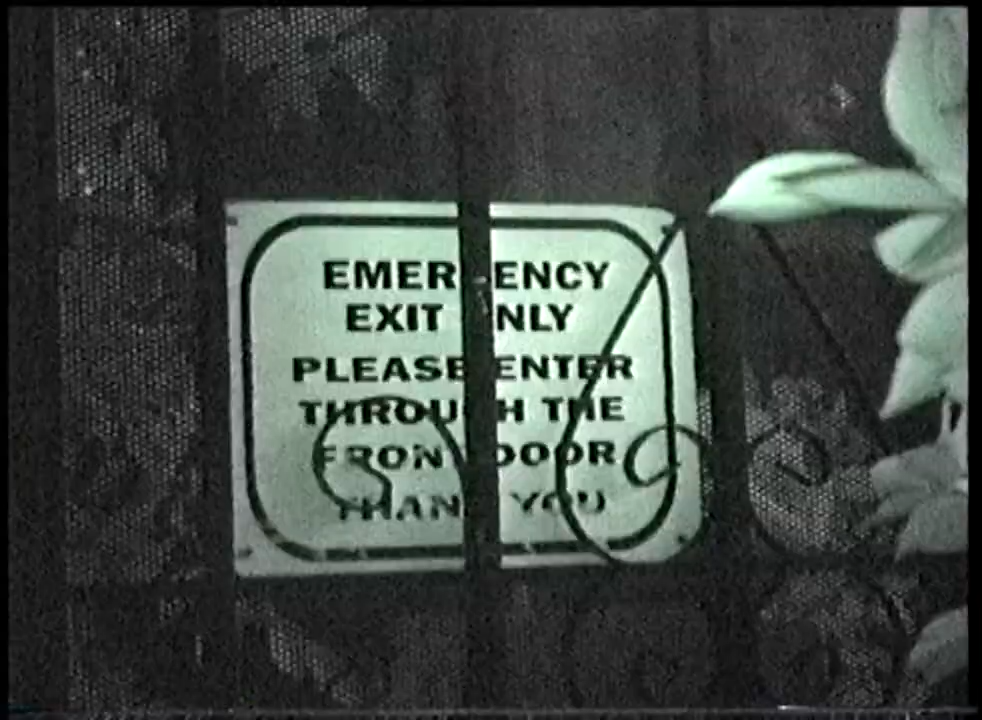 EMERGENCY
EXIT ONLY
PLEASE ENTER
THROUGH THE
FRONT DOOR
THANK YOU